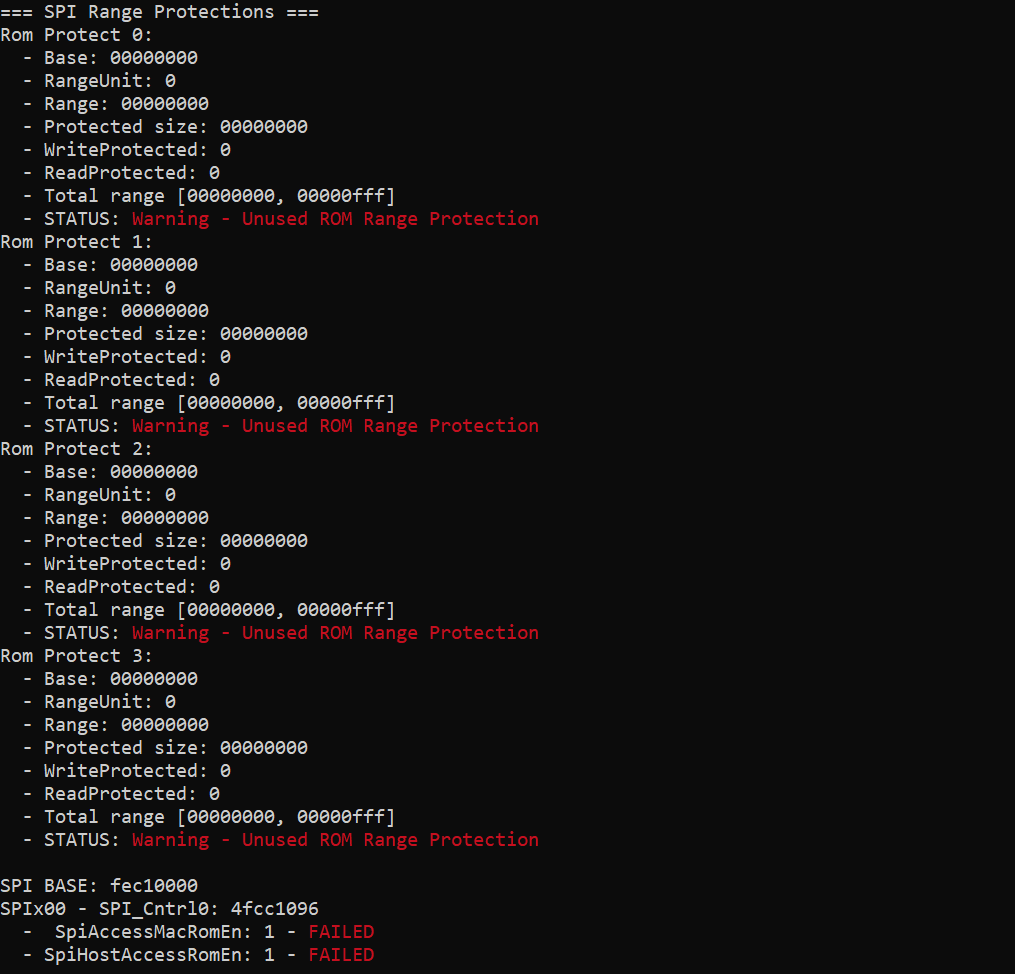 === SPI Range Protections ===
Rom Protect 0:
  - Base: 00000000
  - RangeUnit: 0
  - Range: 00000000
  - Protected size: 00000000
  - WriteProtected: 0
  - ReadProtected: 0
  - Total range [00000000, 00000fff]
  - STATUS: Warning - Unused ROM Range Protection
Rom Protect 1:
  - Base: 00000000
  - RangeUnit: 0
  - Range: 00000000
  - Protected size: 00000000
  - WriteProtected: 0
  - ReadProtected: 0
  - Total range [00000000, 00000fff]
  - STATUS: Warning - Unused ROM Range Protection
Rom Protect 2:
  - Base: 00000000
  - RangeUnit: 0
  - Range: 00000000
  - Protected size: 00000000
  - WriteProtected: 0
  - ReadProtected: 0
  - Total range [00000000, 00000fff]
  - STATUS: Warning - Unused ROM Range Protection
Rom Protect 3:
  - Base: 00000000
  - RangeUnit: 0
  - Range: 00000000
  - Protected size: 00000000
  - WriteProtected: 0
  - ReadProtected: 0
  - Total range [00000000, 00000fff]
  - STATUS: Warning - Unused ROM Range Protection

SPI BASE: fec10000
SPIx00 - SPI_Cntrl0: 4fcc1096
  -  SpiAccessMacRomEn: 1 - FAILED
  - SpiHostAccessRomEn: 1 - FAILED